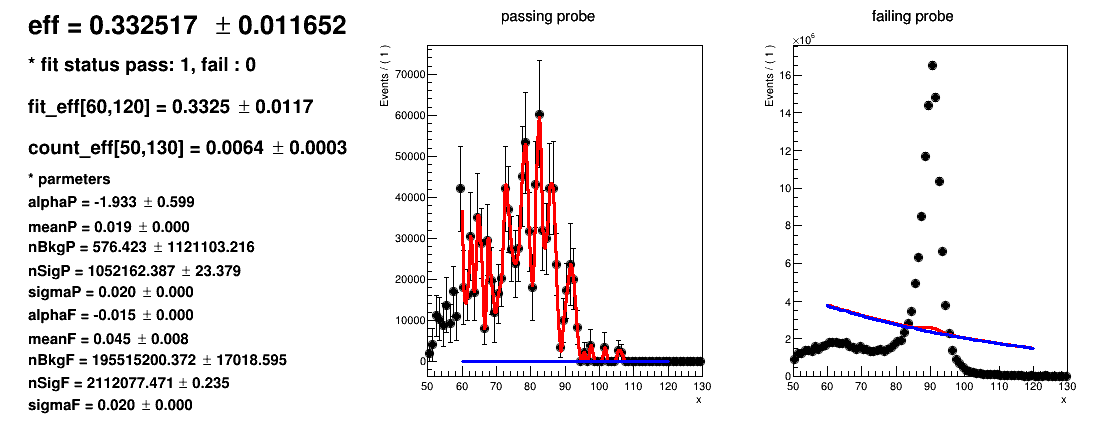 eff = 0.332517 ± 0.011652
* fit status pass: 1, fail : 0
fit_eff[60,120] = 0.3325 ± 0.0117
count_eff[50,130] = 0.0064 ± 0.0003
* parmeters
alphaP = -1.933 ± 0.599
meanP = 0.019 ± 0.000
nBkgP = 576.423 ± 1121103.216
nSigP = 1052162.387 ± 23.379
sigmaP = 0.020 ± 0.000
alphaF = -0.015 ± 0.000
meanF = 0.045 ± 0.008
nBkgF = 195515200.372 ± 17018.595
nSigF = 2112077.471 ± 0.235
sigmaF = 0.020 ± 0.000
passing probe
Events / ( 1 )
70000
60000
50000
40000
30000
20000
10000
0
50 60 70 80 90 100 110 120 130
x
failing probe
×10⁶
Events / ( 1 )
16
14
12
10
8
6
4
2
0
50 60 70 80 90 100 110 120 130
x